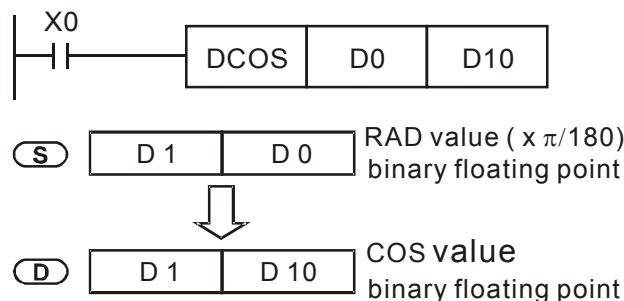 X0
DCOS D0 D10
S D 1 D 0 RAD value ( x π/180)
binary floating point
D D 1 D 10 COS value
binary floating point